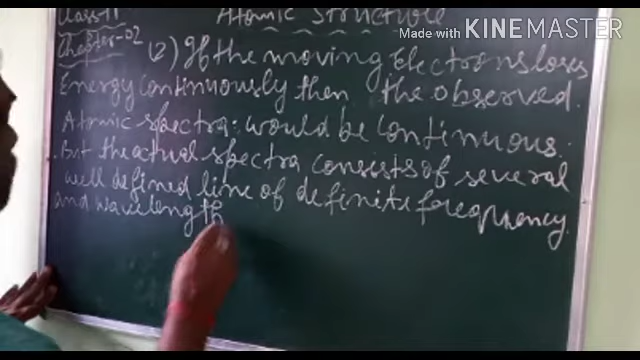 Class-11 Atomic Structure
Made with KINEMASTER
Chapter-02 (2) If the moving Electrons loses
Energy continuously then the observed.
Atomic spectra: would be continuous.
But the actual spectra consists of several
well defined line of definite frequency
and wavelength